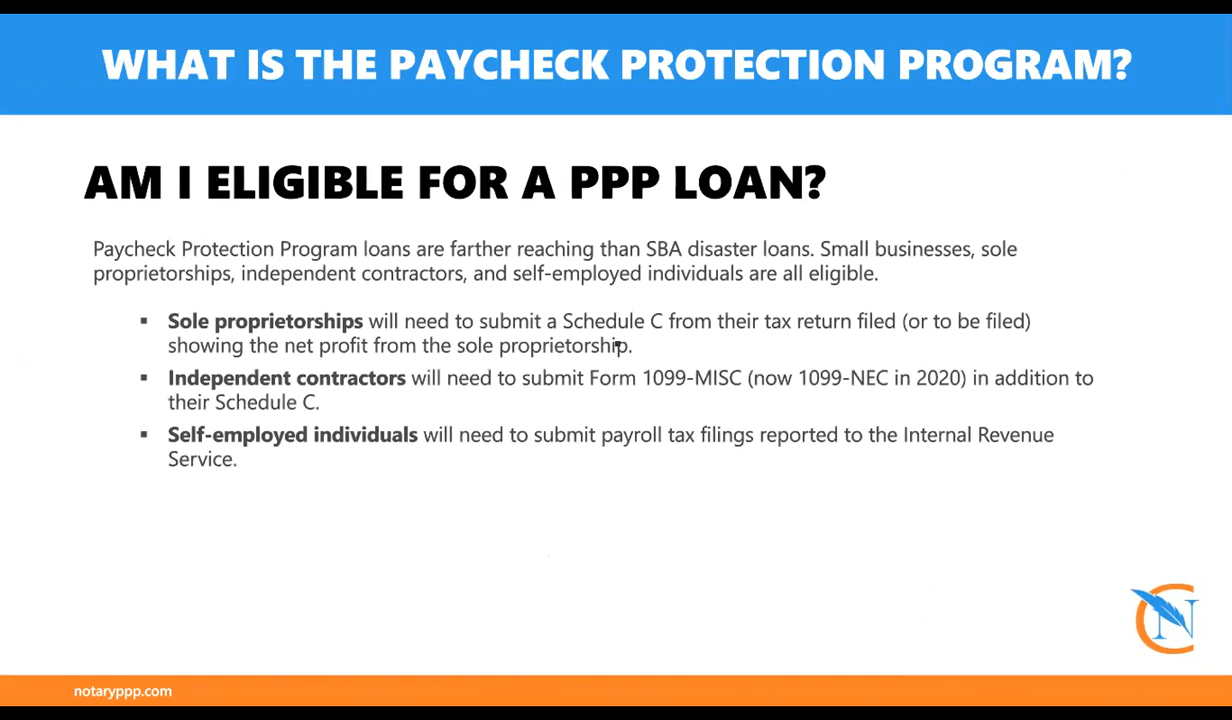 WHAT IS THE PAYCHECK PROTECTION PROGRAM?
AM I ELIGIBLE FOR A PPP LOAN?
Paycheck Protection Program loans are farther reaching than SBA disaster loans. Small businesses, sole
proprietorships, independent contractors, and self-employed individuals are all eligible.
▪ Sole proprietorships will need to submit a Schedule C from their tax return filed (or to be filed)
showing the net profit from the sole proprietorship.
▪ Independent contractors will need to submit Form 1099-MISC (now 1099-NEC in 2020) in addition to
their Schedule C.
▪ Self-employed individuals will need to submit payroll tax filings reported to the Internal Revenue
Service.
CN
notaryppp.com